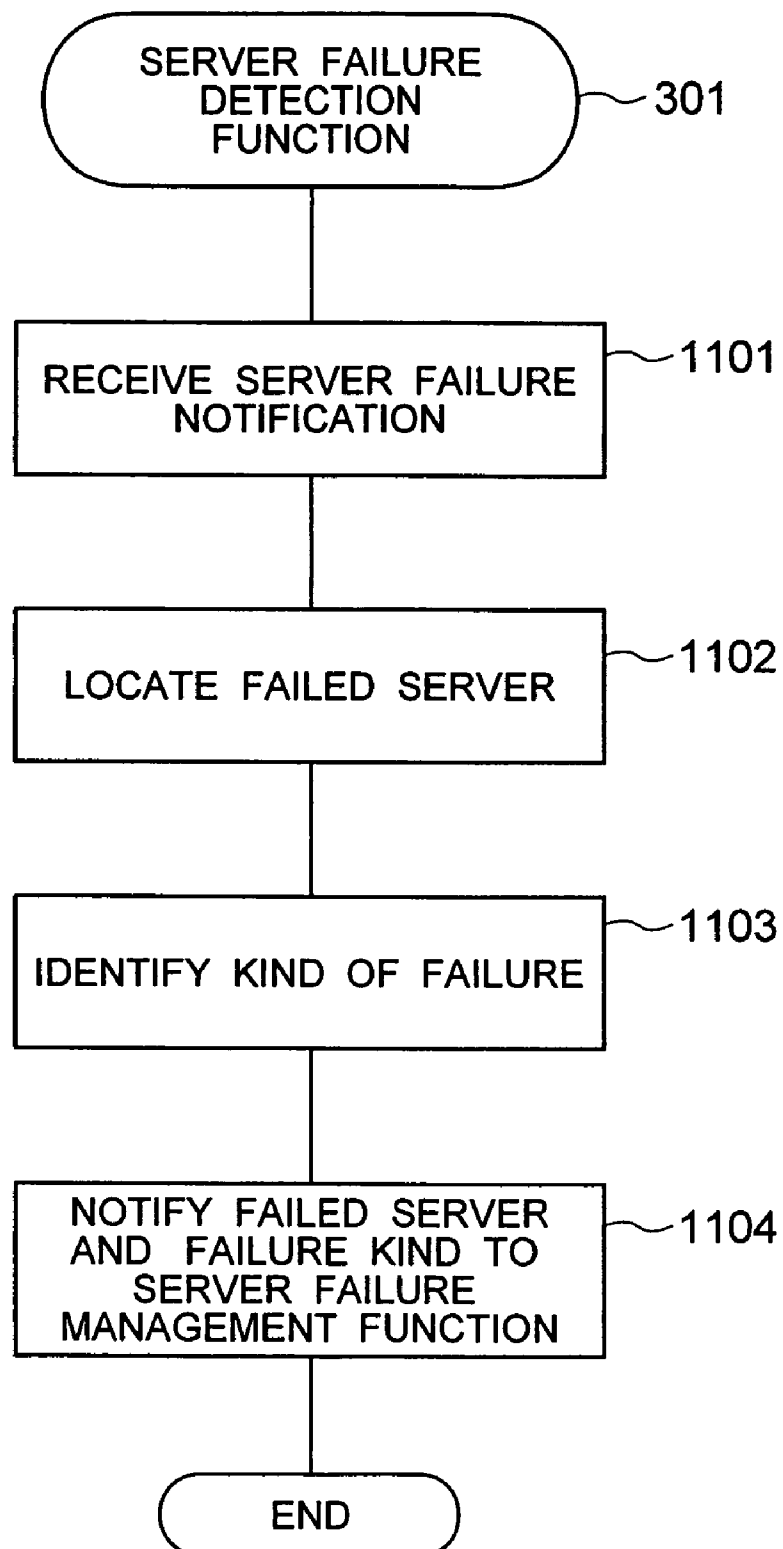 SERVER FAILURE
DETECTION
FUNCTION
301
RECEIVE SERVER FAILURE
NOTIFICATION
1101
LOCATE FAILED SERVER
1102
IDENTIFY KIND OF FAILURE
1103
NOTIFY FAILED SERVER
AND FAILURE KIND TO
SERVER FAILURE
MANAGEMENT FUNCTION
1104
END